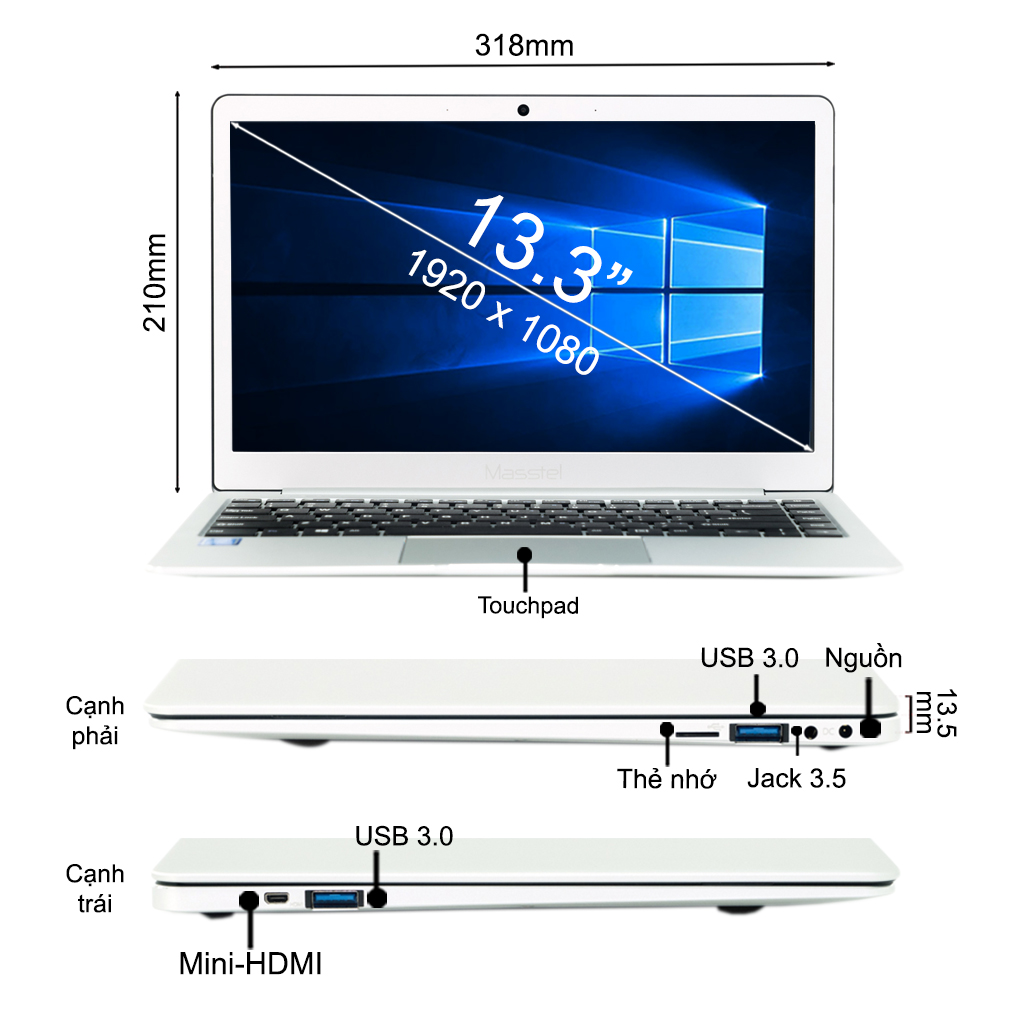 318mm
210mm
13.3”
1920 x 1080
Masstel
Touchpad
USB 3.0
Nguồn
Cạnh
phải
13.5
mm
Thẻ nhớ
Jack 3.5
USB 3.0
Cạnh
trái
Mini-HDMI